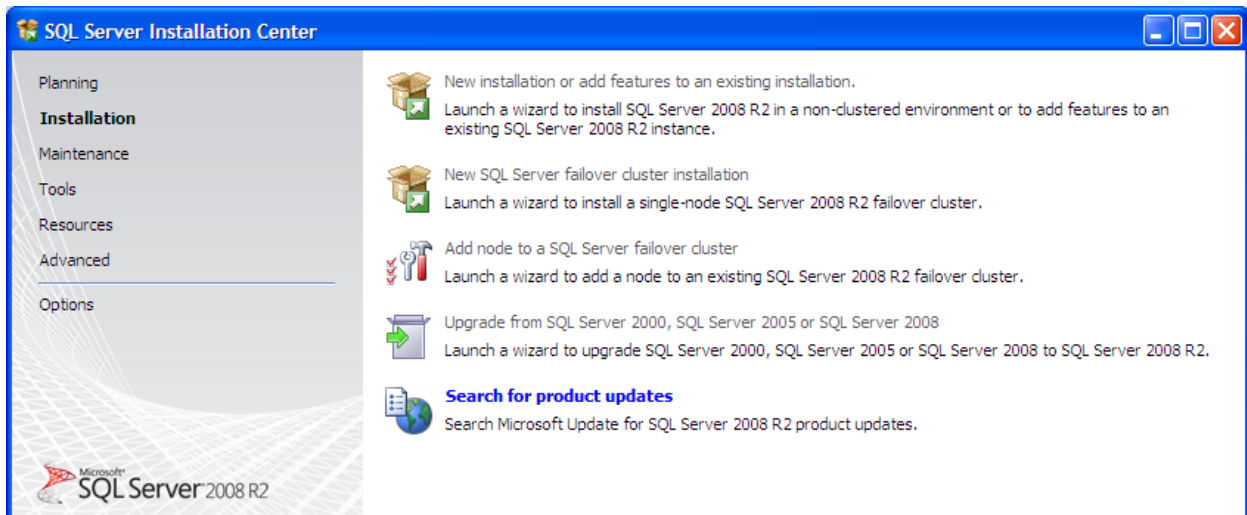 SQL Server Installation Center
Planning
Installation
Maintenance
Tools
Resources
Advanced
Options
New installation or add features to an existing installation.
Launch a wizard to install SQL Server 2008 R2 in a non-clustered environment or to add features to an
existing SQL Server 2008 R2 instance.
New SQL Server failover cluster installation
Launch a wizard to install a single-node SQL Server 2008 R2 failover cluster.
Add node to a SQL Server failover cluster
Launch a wizard to add a node to an existing SQL Server 2008 R2 failover cluster.
Upgrade from SQL Server 2000, SQL Server 2005 or SQL Server 2008
Launch a wizard to upgrade SQL Server 2000, SQL Server 2005 or SQL Server 2008 to SQL Server 2008 R2.
Search for product updates
Search Microsoft Update for SQL Server 2008 R2 product updates.
Microsoft®
SQL Server® 2008 R2